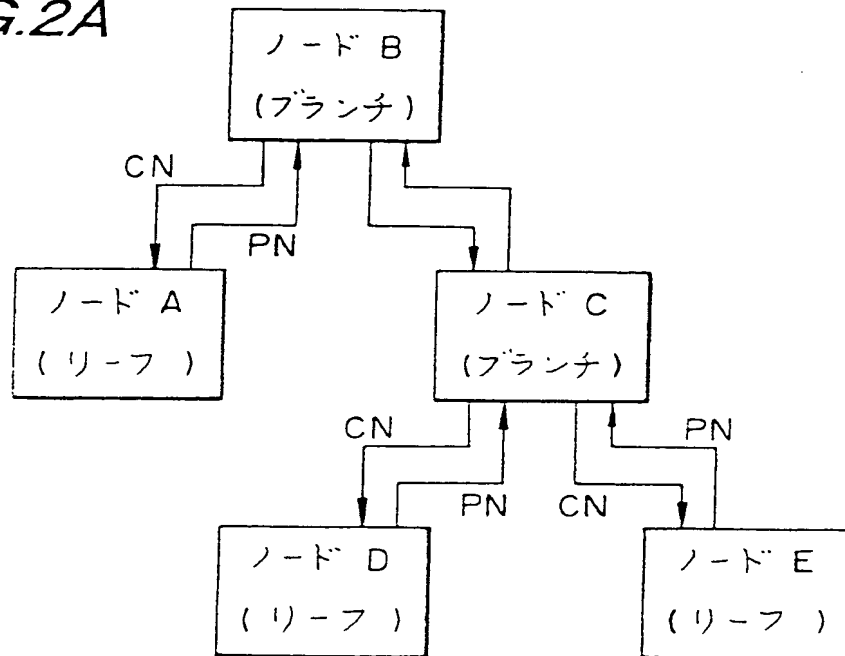 G.2A
ノード B
(ブランチ)
CN
PN
ノード A
(リーフ)
ノード C
(ブランチ)
CN
PN
PN
CN
ノード D
(リーフ)
ノード E
(リーフ)